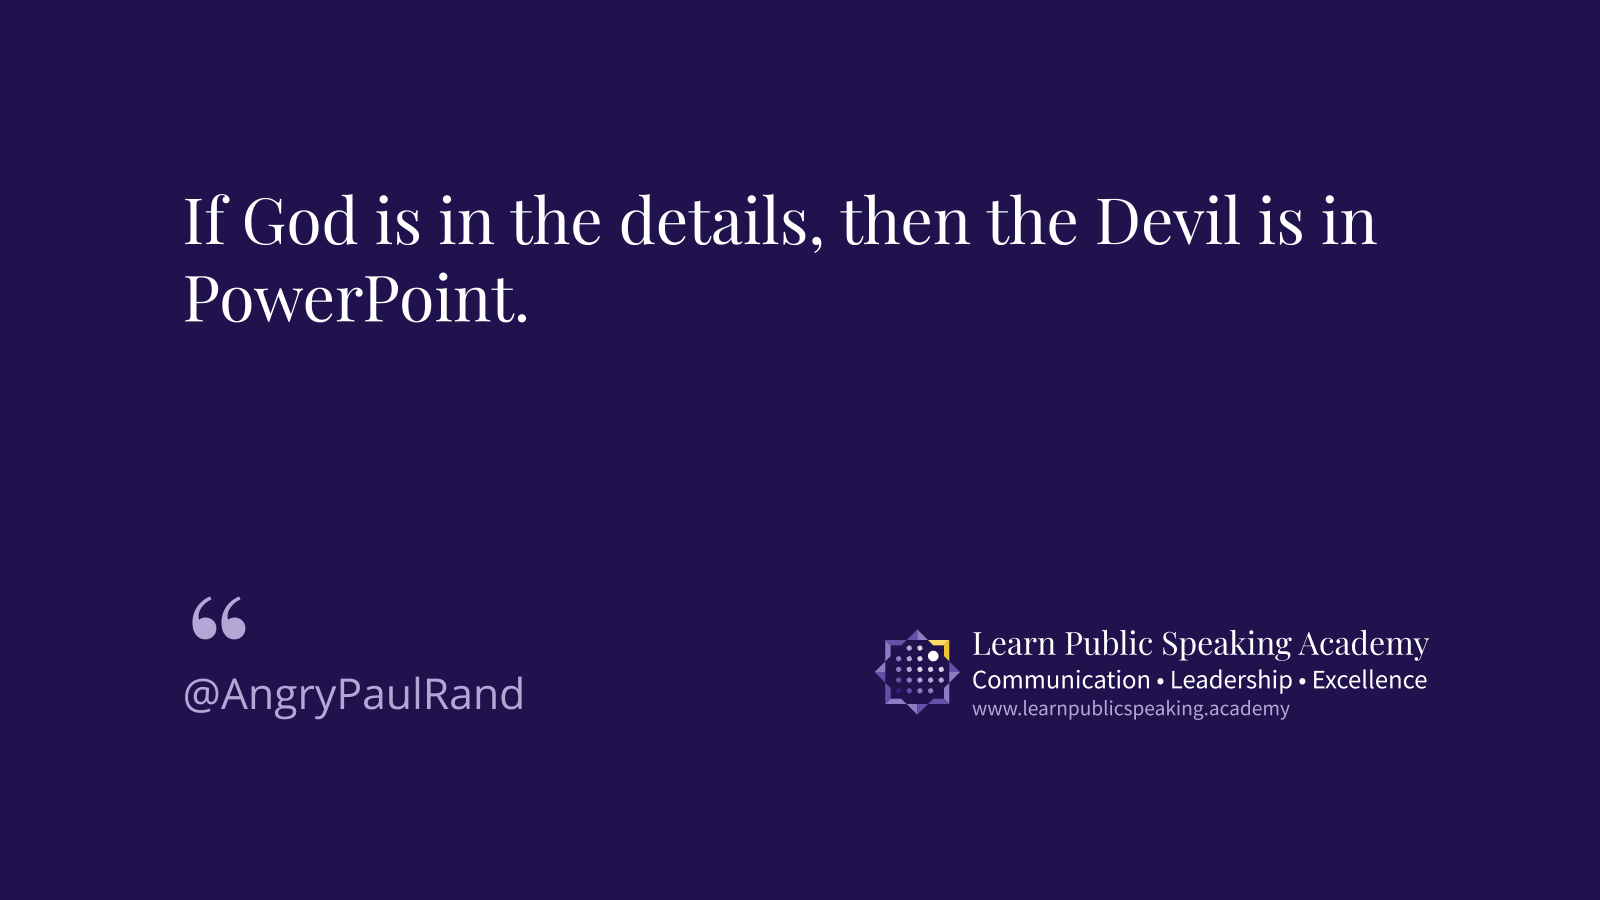 If God is in the details, then the Devil is in
PowerPoint.
“
@AngryPaulRand
Learn Public Speaking Academy
Communication • Leadership • Excellence
www.learnpublicspeaking.academy